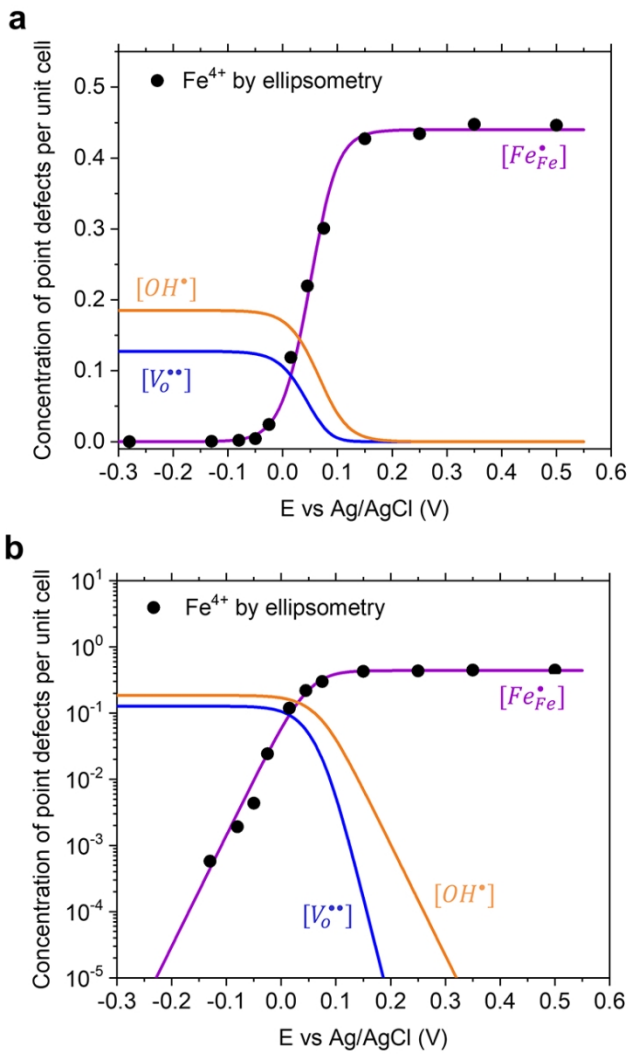 a
Concentration of point defects per unit cell
0.5
0.4
0.3
0.2
0.1
0.0
Fe⁴⁺ by ellipsometry
[Fe•Fe]
[OH•]
[Vo••]
-0.3 -0.2 -0.1 0.0 0.1 0.2 0.3 0.4 0.5 0.6
E vs Ag/AgCl (V)
b
Concentration of point defects per unit cell
10¹
10⁰
10⁻¹
10⁻²
10⁻³
10⁻⁴
10⁻⁵
Fe⁴⁺ by ellipsometry
[Fe•Fe]
[OH•]
[Vo••]
-0.3 -0.2 -0.1 0.0 0.1 0.2 0.3 0.4 0.5 0.6
E vs Ag/AgCl (V)